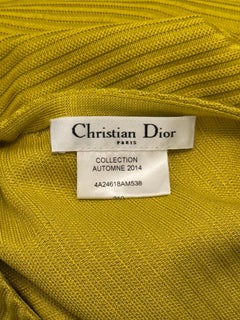 Christian Dior
PARIS
COLLECTION
AUTOMNE 2014
4A24618AM538